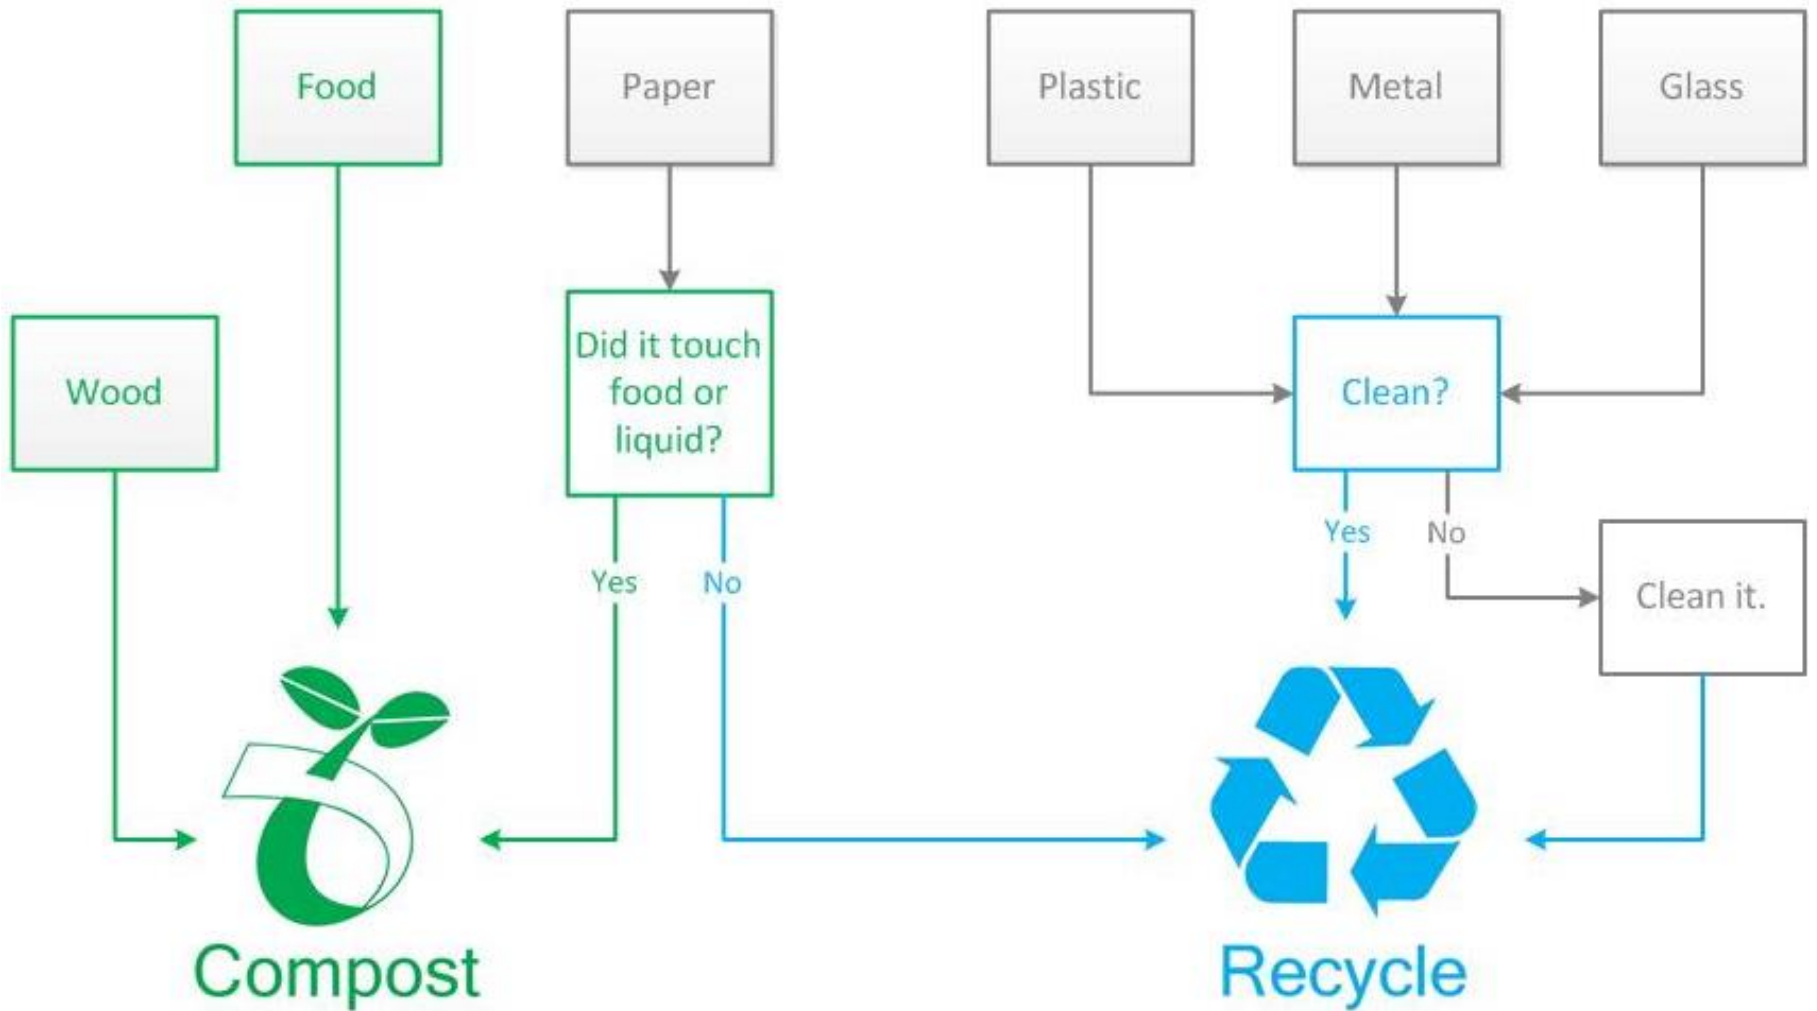 Food
Paper
Plastic
Metal
Glass
Wood
Did it touch
food or
liquid?
Clean?
Yes
No
Yes
No
Clean it.
Compost
Recycle